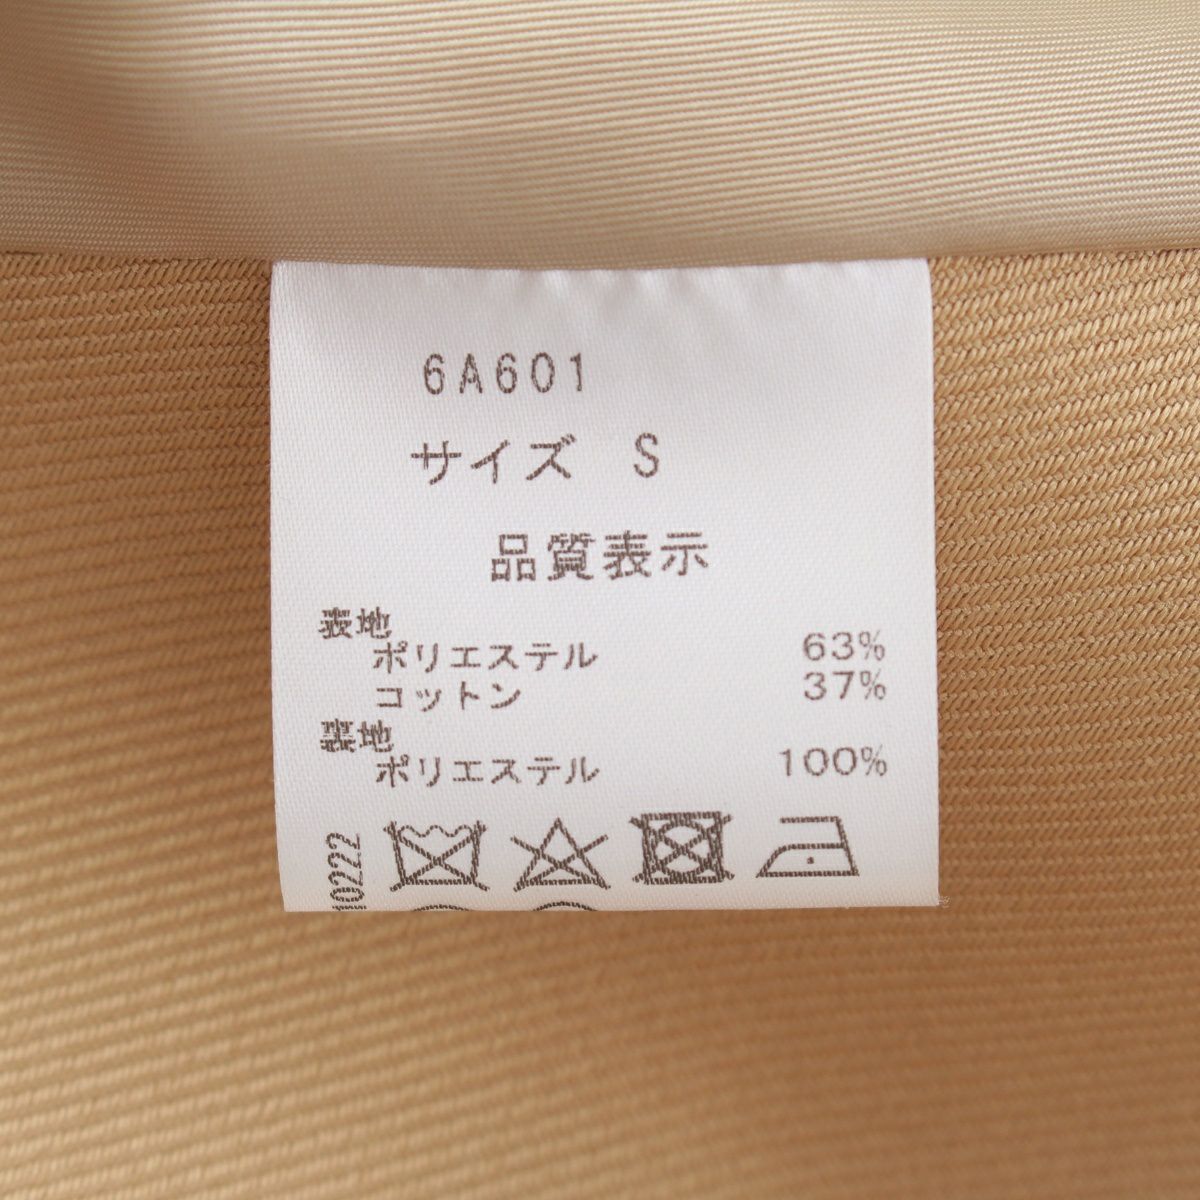 6A601
サイズ S
品質表示
表地
ポリエステル 63%
コットン 37%
裏地
ポリエステル 100%